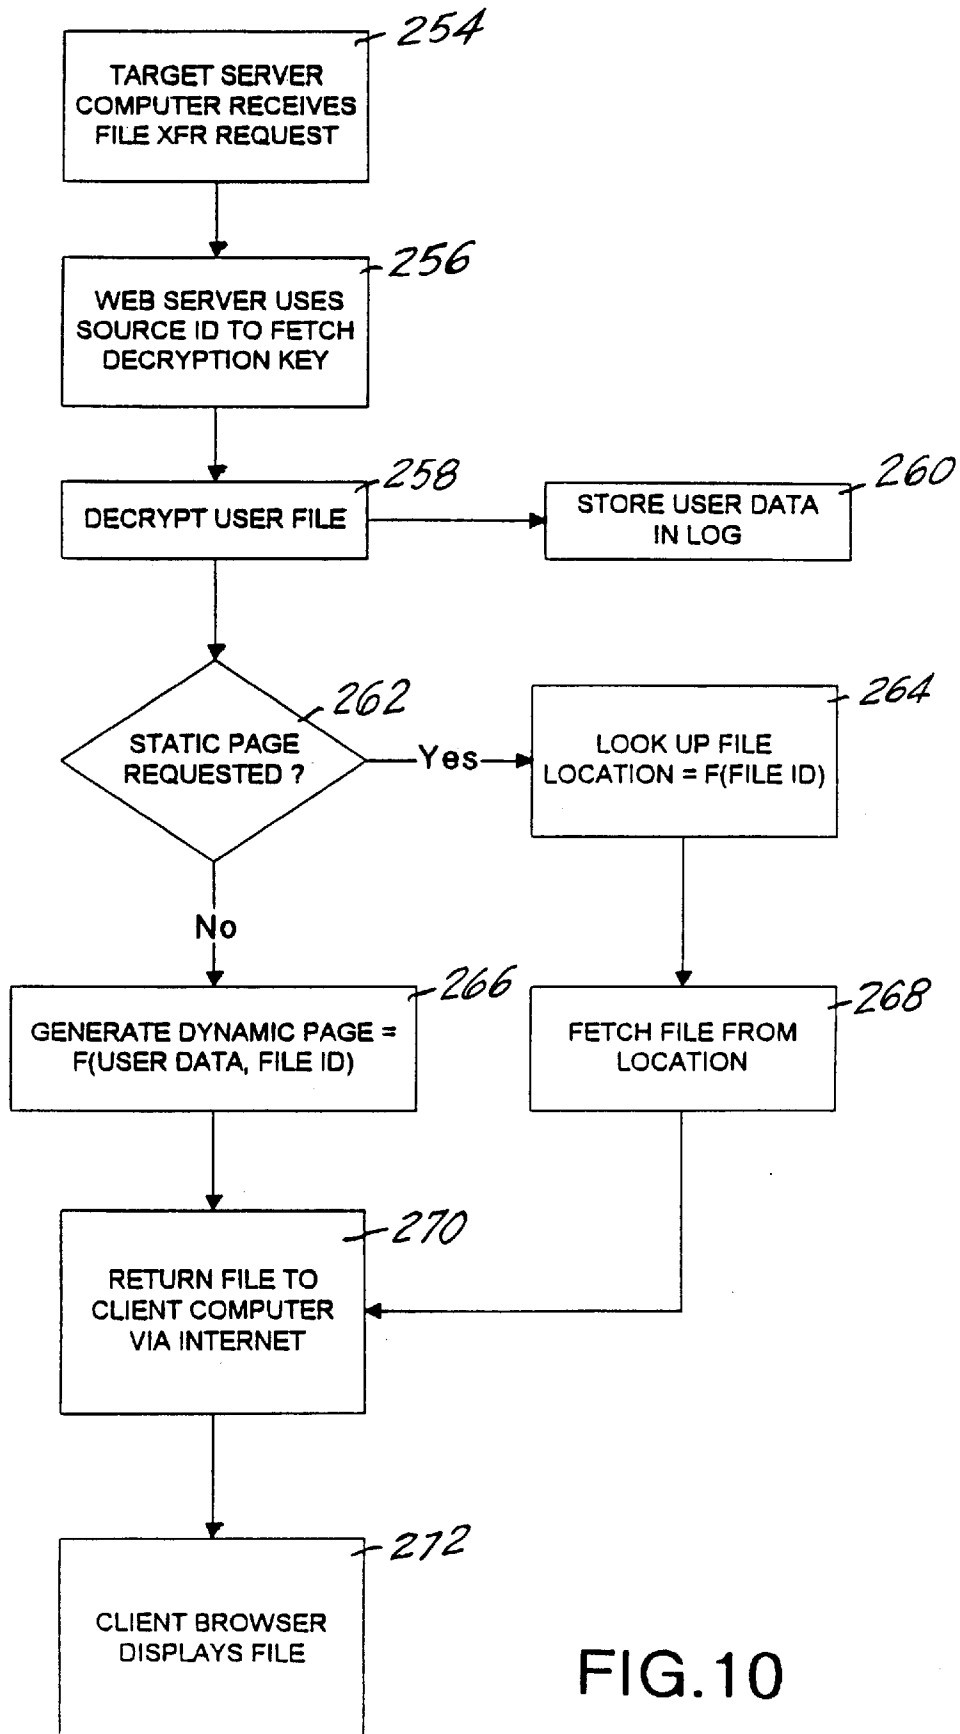 254
TARGET SERVER
COMPUTER RECEIVES
FILE XFR REQUEST
256
WEB SERVER USES
SOURCE ID TO FETCH
DECRYPTION KEY
258
DECRYPT USER FILE
260
STORE USER DATA
IN LOG
262
STATIC PAGE
REQUESTED ?
Yes
264
LOOK UP FILE
LOCATION = F(FILE ID)
No
266
GENERATE DYNAMIC PAGE =
F(USER DATA, FILE ID)
268
FETCH FILE FROM
LOCATION
270
RETURN FILE TO
CLIENT COMPUTER
VIA INTERNET
272
CLIENT BROWSER
DISPLAYS FILE
FIG.10